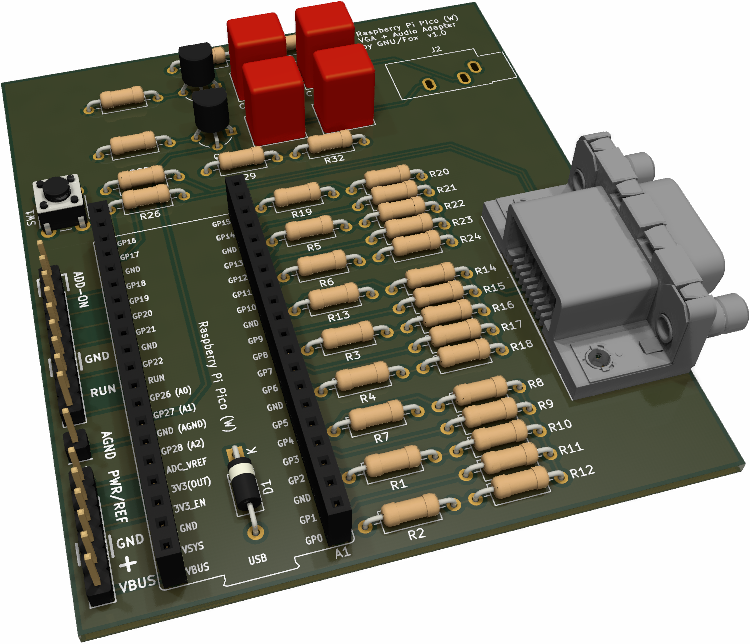 Raspberry Pi Pico (W)
VGA + Audio Adapter
by GNU/Fox v1.0
J2
R32
29
R26
SW1
R20
R21
R22
R23
R24
R19
R5
R6
R13
R3
R4
R7
R1
R2
R14
R15
R16
R17
R18
R8
R9
R10
R11
R12
ADD-ON
GND
RUN
AGND
PWR/REF
GND
+
VBUS
GP16
GP17
GND
GP18
GP19
GP20
GP21
GND
GP22
RUN
GP26 (A0)
GP27 (A1)
GND (AGND)
GP28 (A2)
ADC_VREF
3V3(OUT)
3V3_EN
GND
VSYS
VBUS
Raspberry Pi Pico (W)
GP15
GP14
GND
GP13
GP12
GP11
GP10
GND
GP9
GP8
GP7
GP6
GND
GP5
GP4
GP3
GP2
GND
GP1
GP0
K
D1
USB
A1